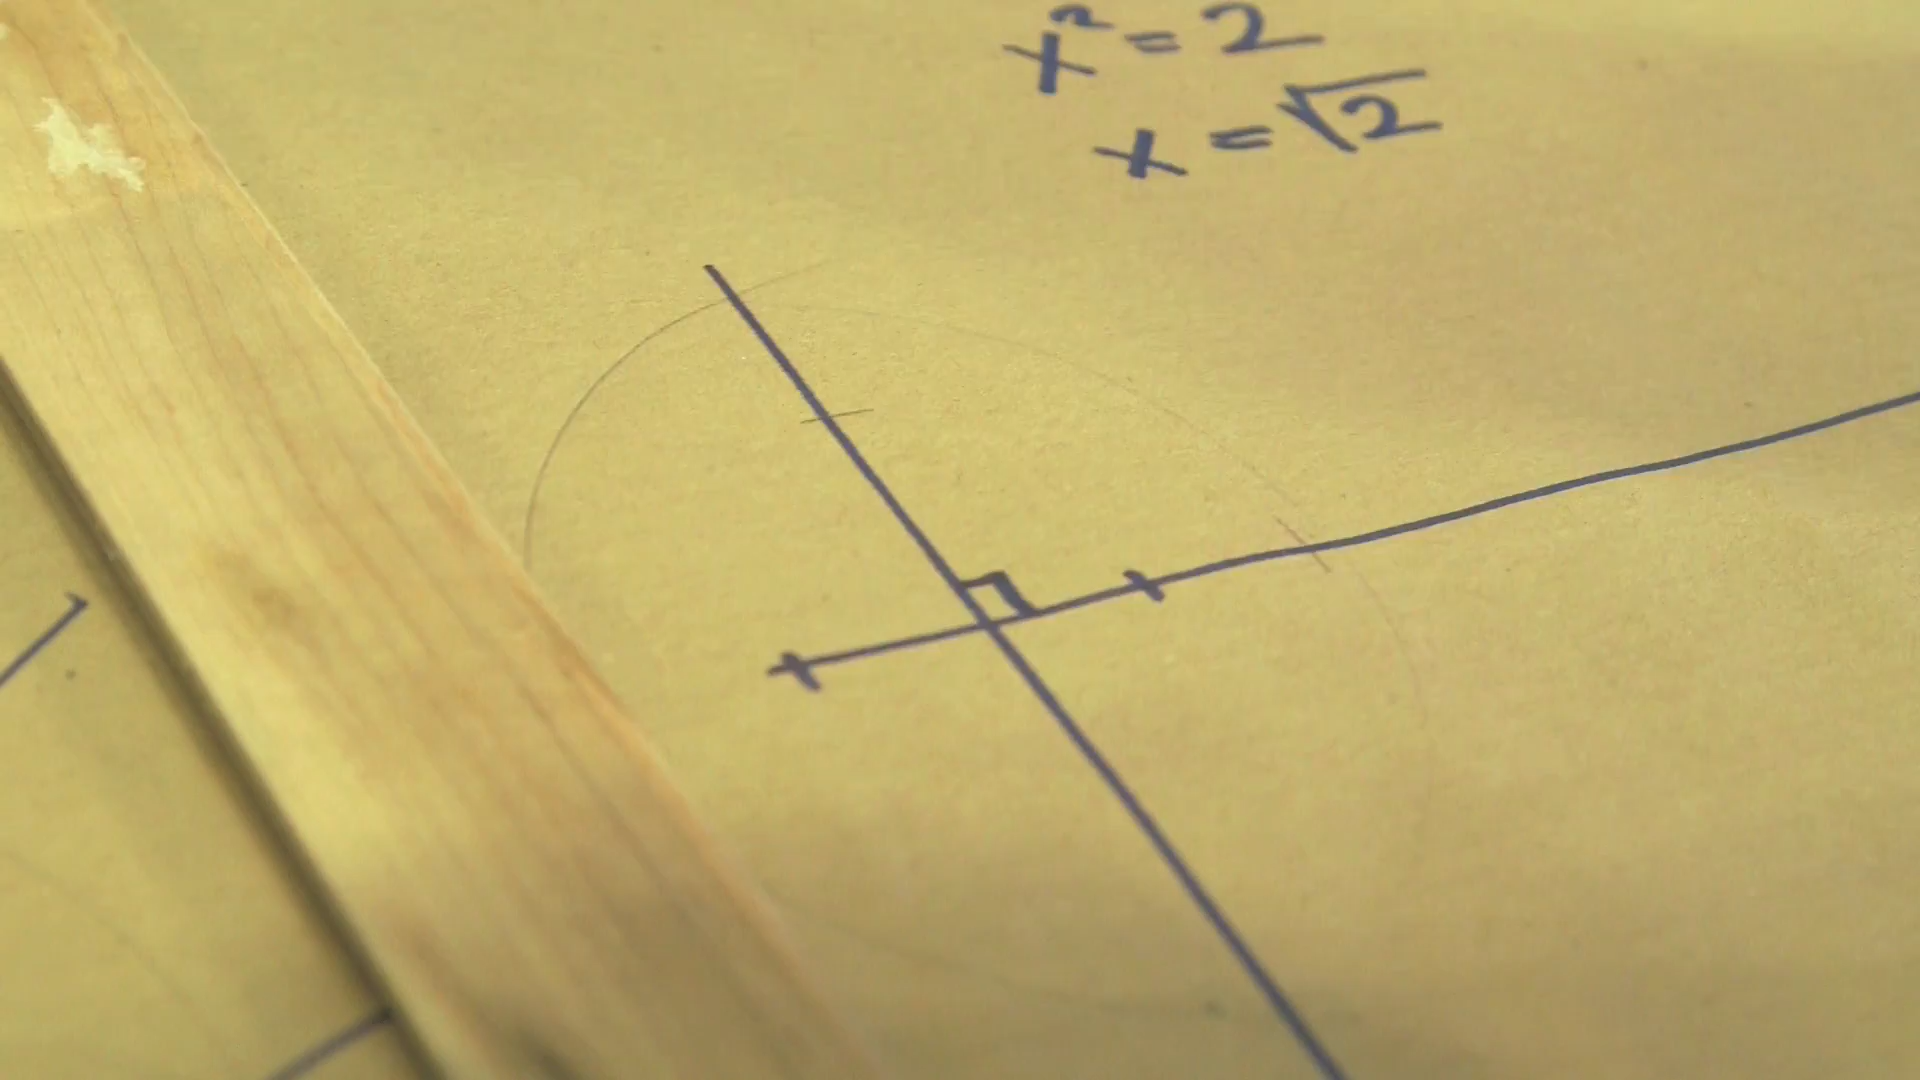 x² = 2
x = √2